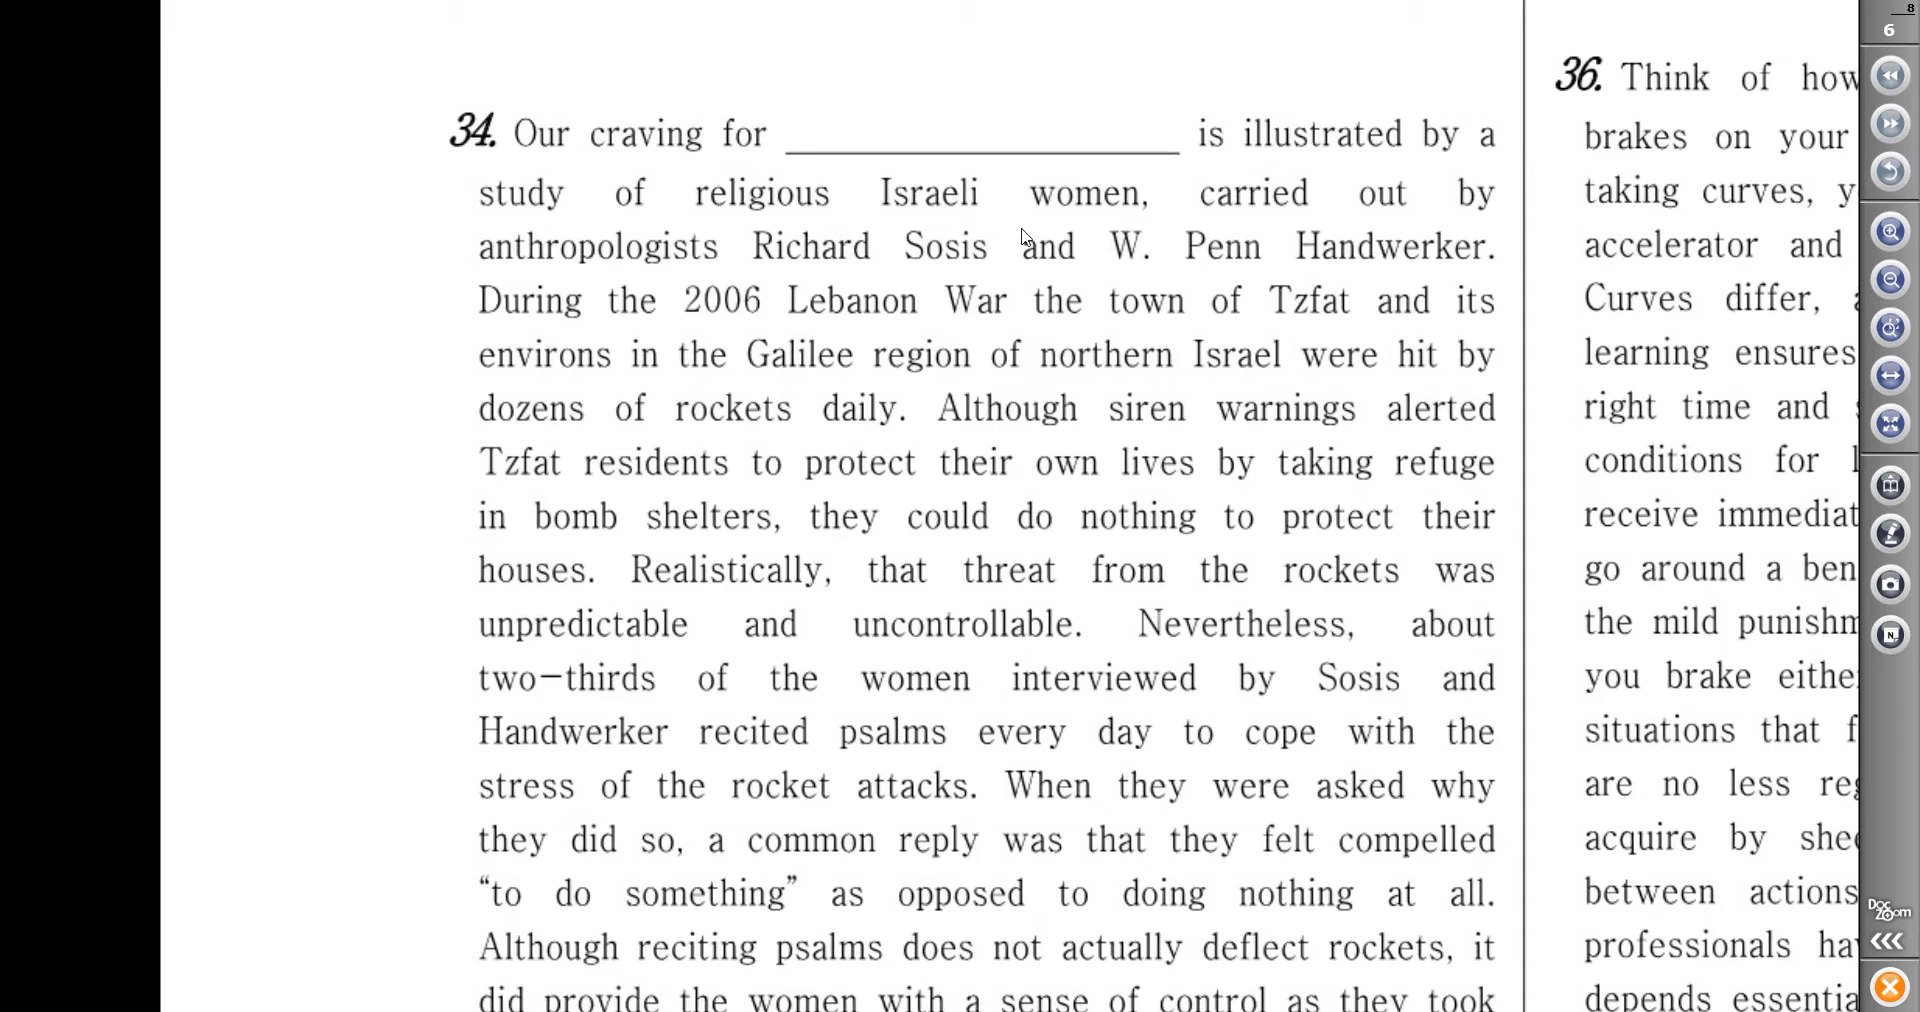 34. Our craving for ____________________ is illustrated by a
study of religious Israeli women, carried out by
anthropologists Richard Sosis and W. Penn Handwerker.
During the 2006 Lebanon War the town of Tzfat and its
environs in the Galilee region of northern Israel were hit by
dozens of rockets daily. Although siren warnings alerted
Tzfat residents to protect their own lives by taking refuge
in bomb shelters, they could do nothing to protect their
houses. Realistically, that threat from the rockets was
unpredictable and uncontrollable. Nevertheless, about
two-thirds of the women interviewed by Sosis and
Handwerker recited psalms every day to cope with the
stress of the rocket attacks. When they were asked why
they did so, a common reply was that they felt compelled
“to do something” as opposed to doing nothing at all.
Although reciting psalms does not actually deflect rockets, it
did provide the women with a sense of control as they took
36. Think of how
brakes on your
taking curves, y
accelerator and
Curves differ,
learning ensures
right time and
conditions for
receive immediat
go around a ben
the mild punishm
you brake eithe
situations that f
are no less reg
acquire by shee
between actions
professionals ha
depends essentia
8
6
N
Doc
Zoom